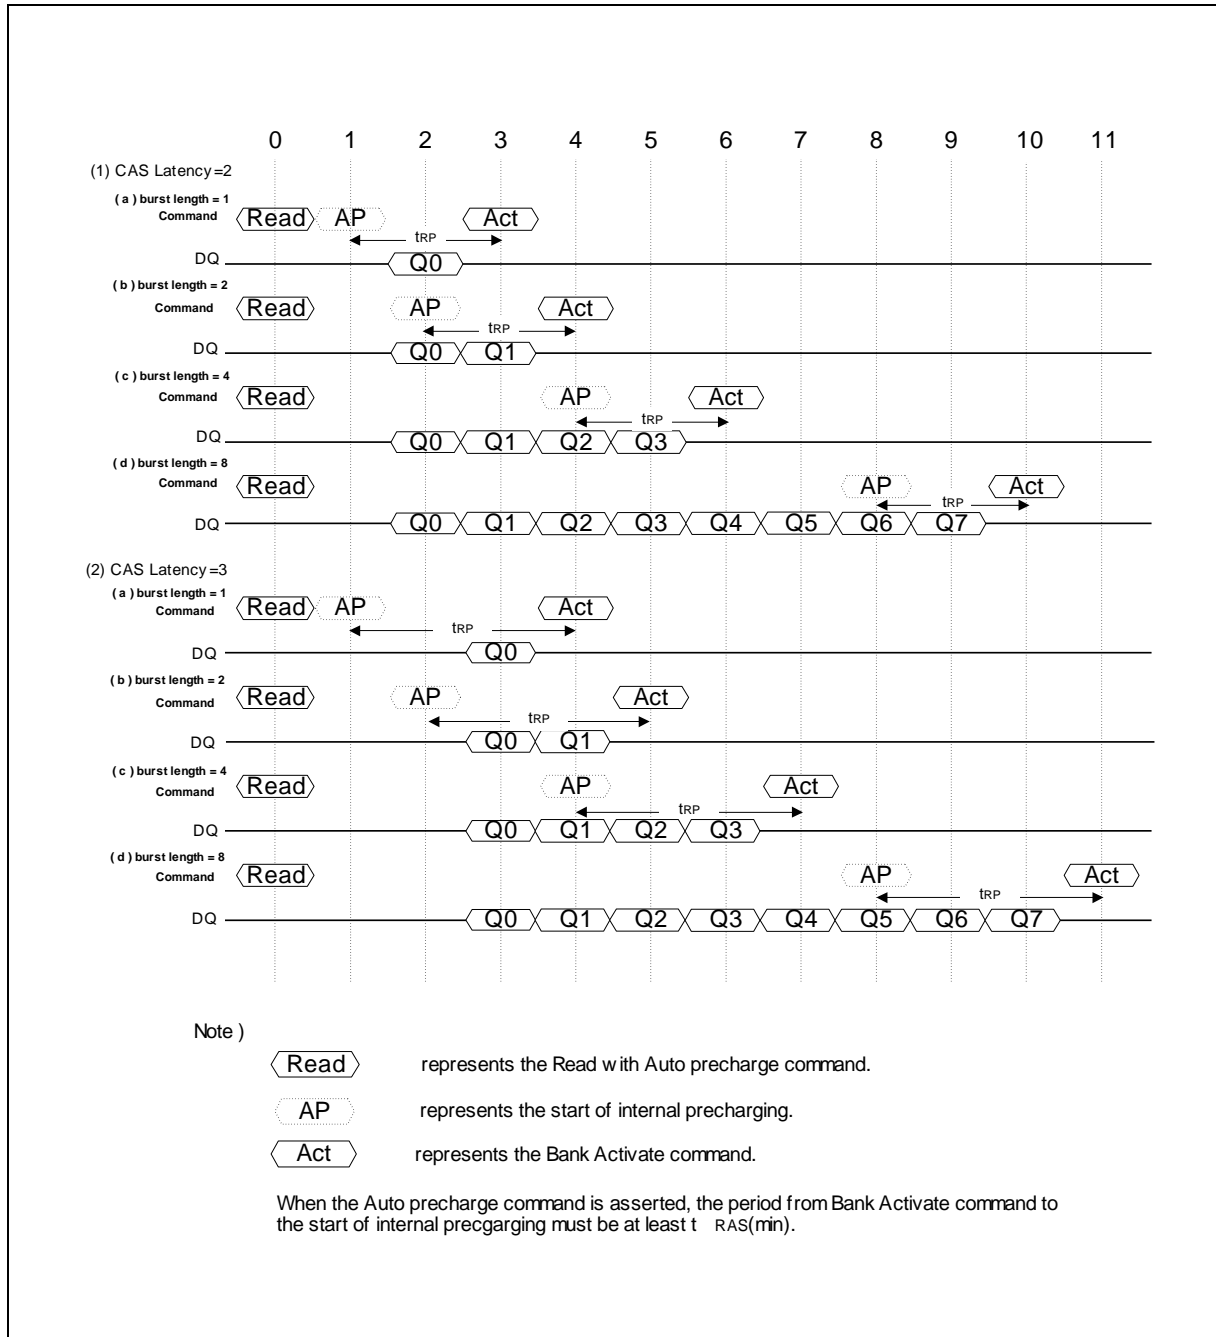 0 1 2 3 4 5 6 7 8 9 10 11
(1) CAS Latency=2
( a ) burst length = 1
Command Read AP Act
tRP
DQ Q0
( b ) burst length = 2
Command Read AP Act
tRP
DQ Q0 Q1
( c ) burst length = 4
Command Read AP Act
tRP
DQ Q0 Q1 Q2 Q3
( d ) burst length = 8
Command Read AP Act
tRP
DQ Q0 Q1 Q2 Q3 Q4 Q5 Q6 Q7
(2) CAS Latency=3
( a ) burst length = 1
Command Read AP Act
tRP
DQ Q0
( b ) burst length = 2
Command Read AP Act
tRP
DQ Q0 Q1
( c ) burst length = 4
Command Read AP Act
tRP
DQ Q0 Q1 Q2 Q3
( d ) burst length = 8
Command Read AP Act
tRP
DQ Q0 Q1 Q2 Q3 Q4 Q5 Q6 Q7
Note )
Read represents the Read with Auto precharge command.
AP represents the start of internal precharging.
Act represents the Bank Activate command.
When the Auto precharge command is asserted, the period from Bank Activate command to
the start of internal precgarging must be at least t RAS(min).